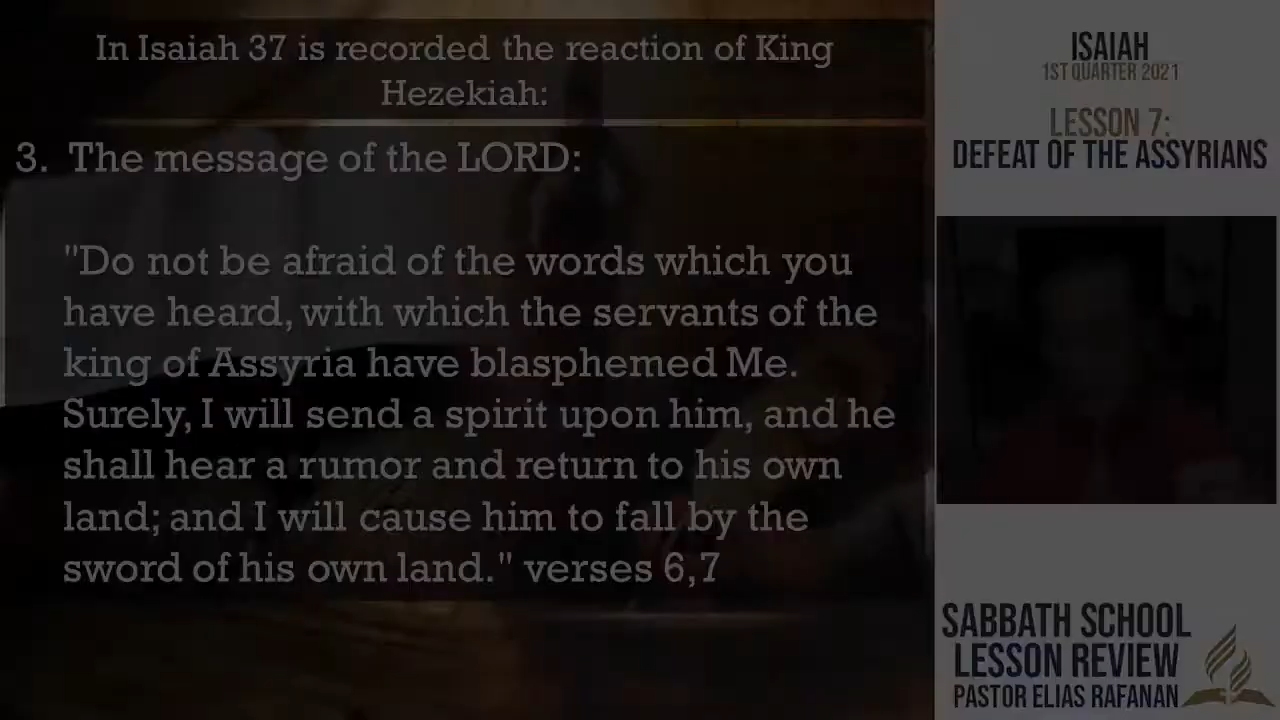 In Isaiah 37 is recorded the reaction of King
Hezekiah:
3. The message of the LORD:
"Do not be afraid of the words which you
have heard, with which the servants of the
king of Assyria have blasphemed Me.
Surely, I will send a spirit upon him, and he
shall hear a rumor and return to his own
land; and I will cause him to fall by the
sword of his own land." verses 6,7
ISAIAH
1ST QUARTER 2021
LESSON 7:
DEFEAT OF THE ASSYRIANS
SABBATH SCHOOL
LESSON REVIEW
PASTOR ELIAS RAFANAN